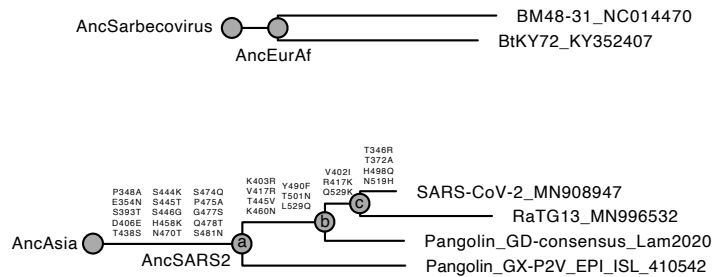 BM48-31_NC014470
AncSarbecovirus
BtKY72_KY352407
AncEurAf
T346R
T372A
H498Q
N519H
V402I
R417K
Q529K
K403R
V417R
T445V
K460N
Y490F
T501N
L529Q
P348A S444K S474Q
E354N S445T P475A
S393T S446G G477S
D406E H458K Q478T
T438S N470T S481N
c
SARS-CoV-2_MN908947
RaTG13_MN996532
b
AncAsia
a
Pangolin_GD-consensus_Lam2020
AncSARS2
Pangolin_GX-P2V_EPI_ISL_410542